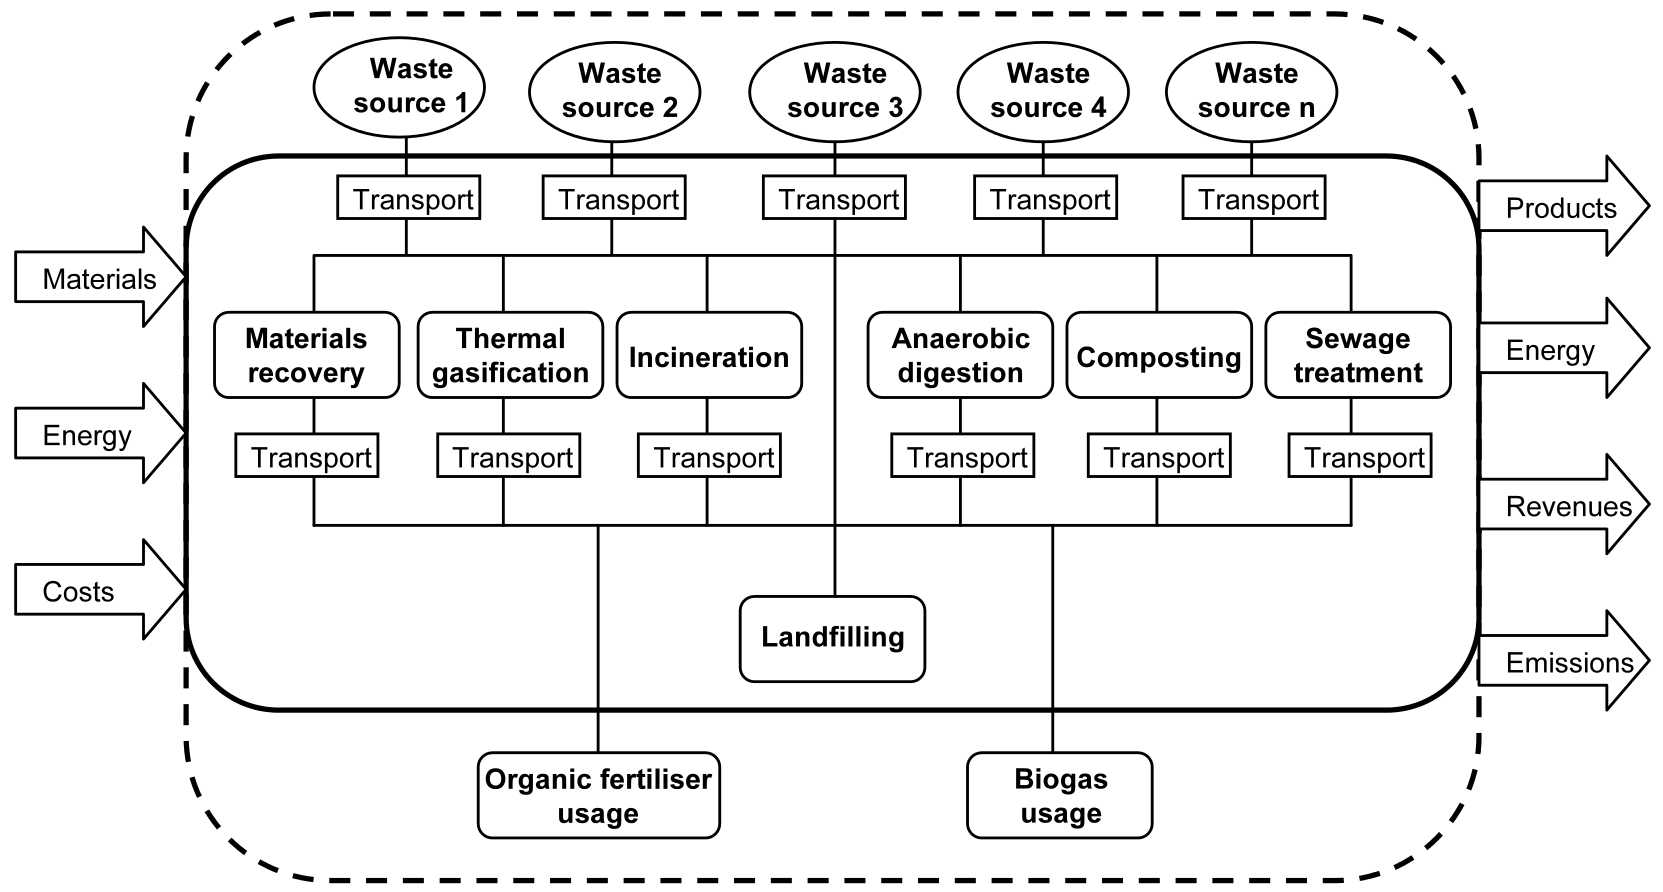 Waste
source 1
Waste
source 2
Waste
source 3
Waste
source 4
Waste
source n
Transport
Transport
Transport
Transport
Transport
Products
Materials
Energy
Materials
recovery
Thermal
gasification
Incineration
Anaerobic
digestion
Composting
Sewage
treatment
Energy
Transport
Transport
Transport
Transport
Transport
Transport
Revenues
Costs
Landfilling
Emissions
Organic fertiliser
usage
Biogas
usage